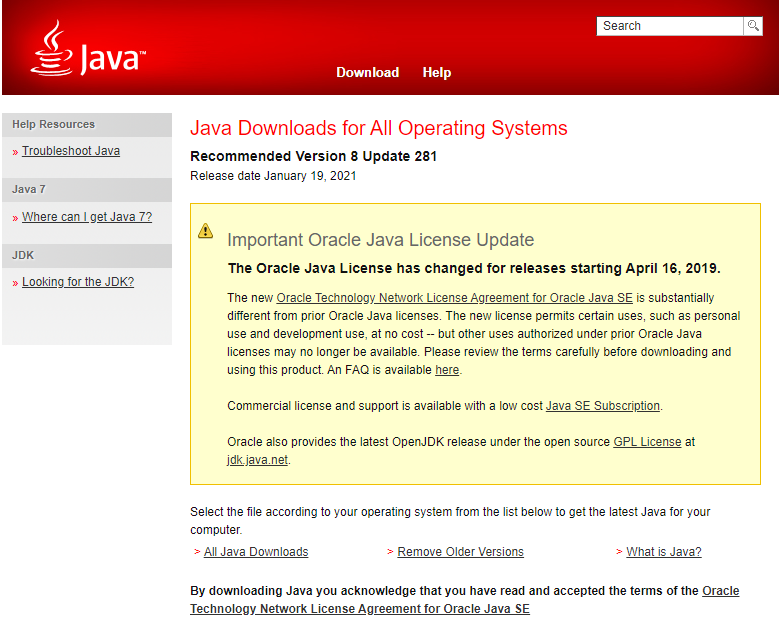 Java™
Search
Download Help
Help Resources
» Troubleshoot Java
Java 7
» Where can I get Java 7?
JDK
» Looking for the JDK?
Java Downloads for All Operating Systems
Recommended Version 8 Update 281
Release date January 19, 2021
Important Oracle Java License Update
The Oracle Java License has changed for releases starting April 16, 2019.
The new Oracle Technology Network License Agreement for Oracle Java SE is substantially
different from prior Oracle Java licenses. The new license permits certain uses, such as personal
use and development use, at no cost -- but other uses authorized under prior Oracle Java
licenses may no longer be available. Please review the terms carefully before downloading and
using this product. An FAQ is available here.
Commercial license and support is available with a low cost Java SE Subscription.
Oracle also provides the latest OpenJDK release under the open source GPL License at
jdk.java.net.
Select the file according to your operating system from the list below to get the latest Java for your
computer.
> All Java Downloads > Remove Older Versions > What is Java?
By downloading Java you acknowledge that you have read and accepted the terms of the Oracle
Technology Network License Agreement for Oracle Java SE